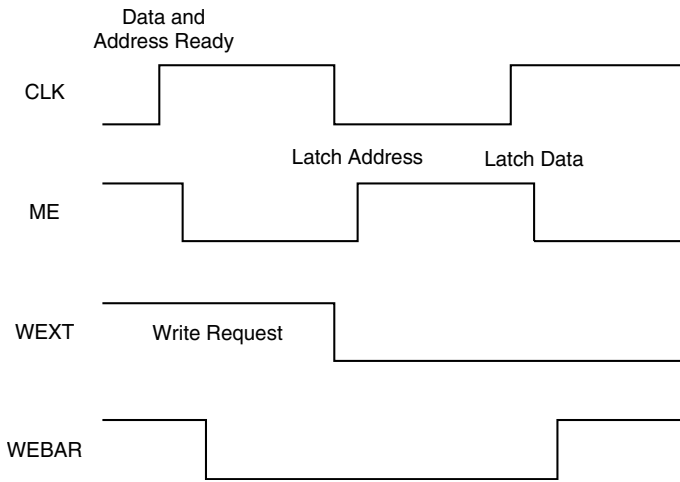 Data and
Address Ready
CLK
Latch Address
Latch Data
ME
WEXT
Write Request
WEBAR